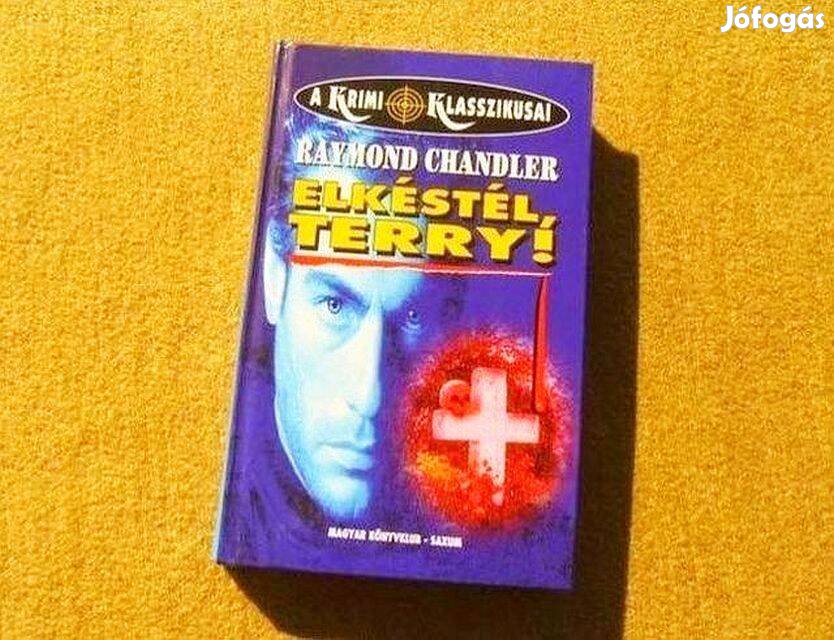 Jófogás
A KRIMI KLASSZIKUSAI
RAYMOND CHANDLER
ELKÉSTÉL,
TERRY!
MAGYAR KÖNYVKLUB - SAXUM